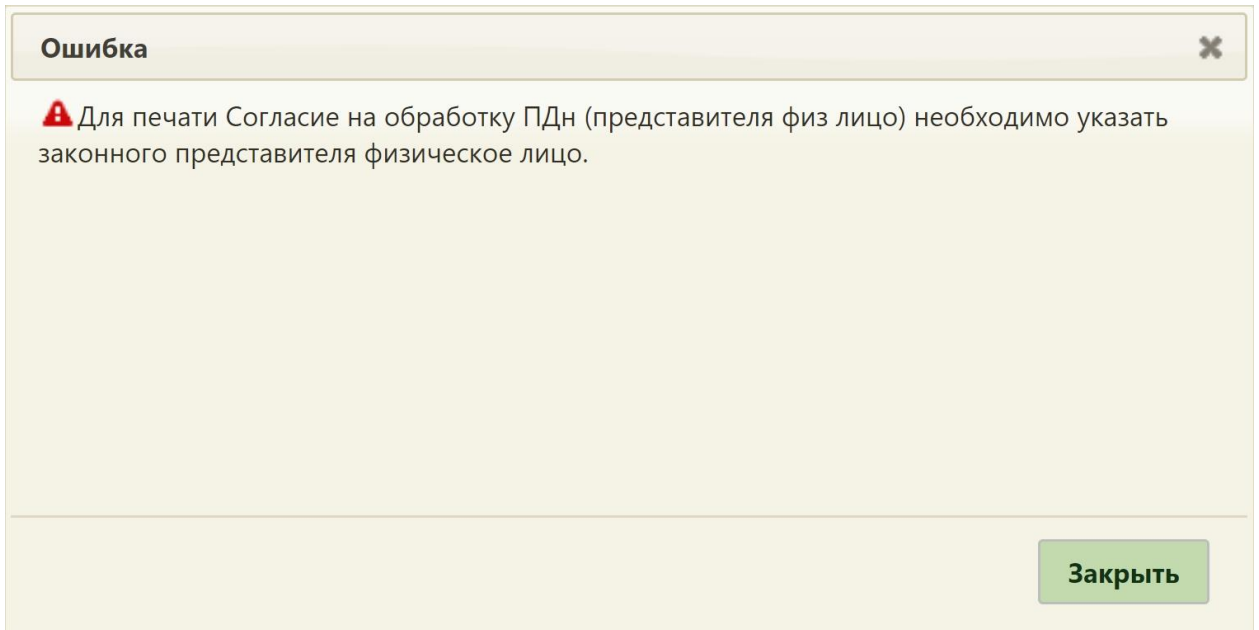 Ошибка
Для печати Согласие на обработку ПДн (представителя физ лицо) необходимо указать
законного представителя физическое лицо.
Закрыть